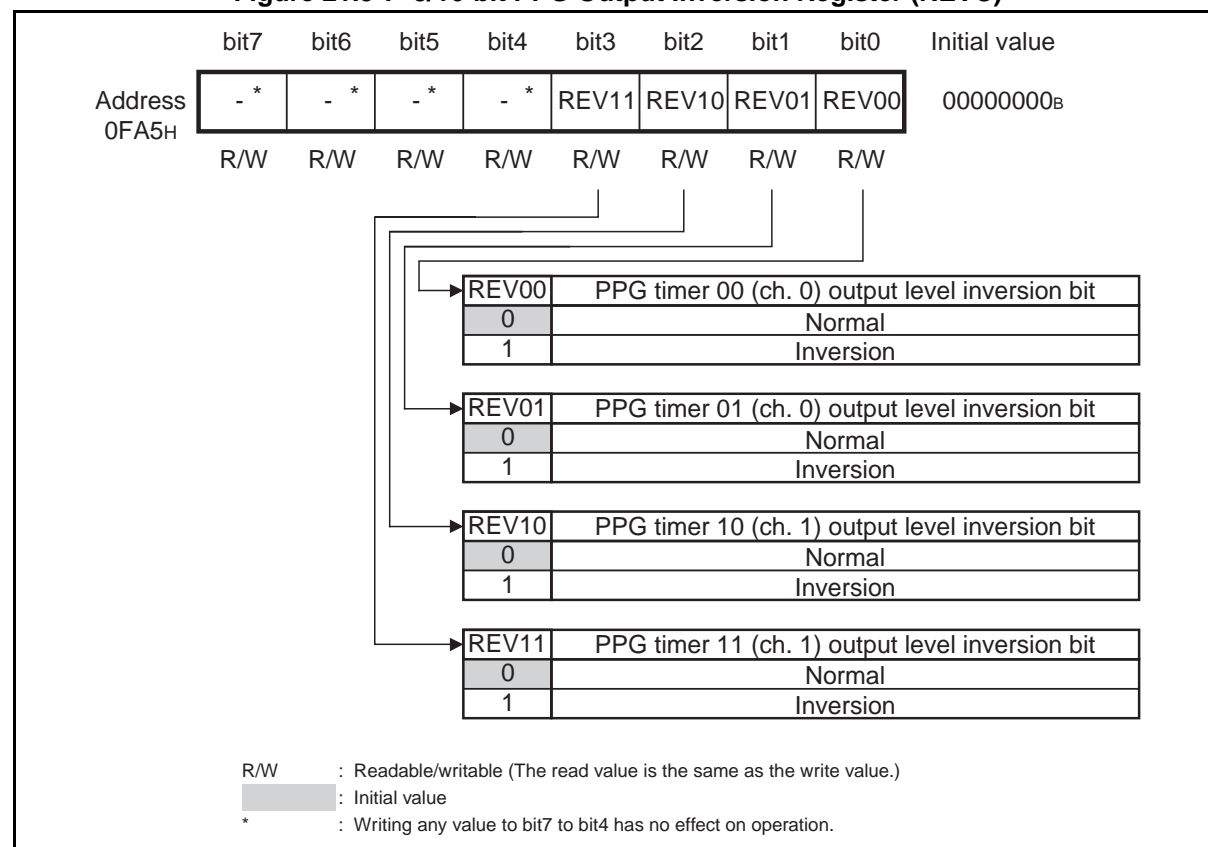 bit7 bit6 bit5 bit4 bit3 bit2 bit1 bit0 Initial value
Address - * - * - * - * REV11 REV10 REV01 REV00 00000000B
0FA5H
R/W R/W R/W R/W R/W R/W R/W R/W
REV00 PPG timer 00 (ch. 0) output level inversion bit
0 Normal
1 Inversion
REV01 PPG timer 01 (ch. 0) output level inversion bit
0 Normal
1 Inversion
REV10 PPG timer 10 (ch. 1) output level inversion bit
0 Normal
1 Inversion
REV11 PPG timer 11 (ch. 1) output level inversion bit
0 Normal
1 Inversion
R/W : Readable/writable (The read value is the same as the write value.)
: Initial value
* : Writing any value to bit7 to bit4 has no effect on operation.